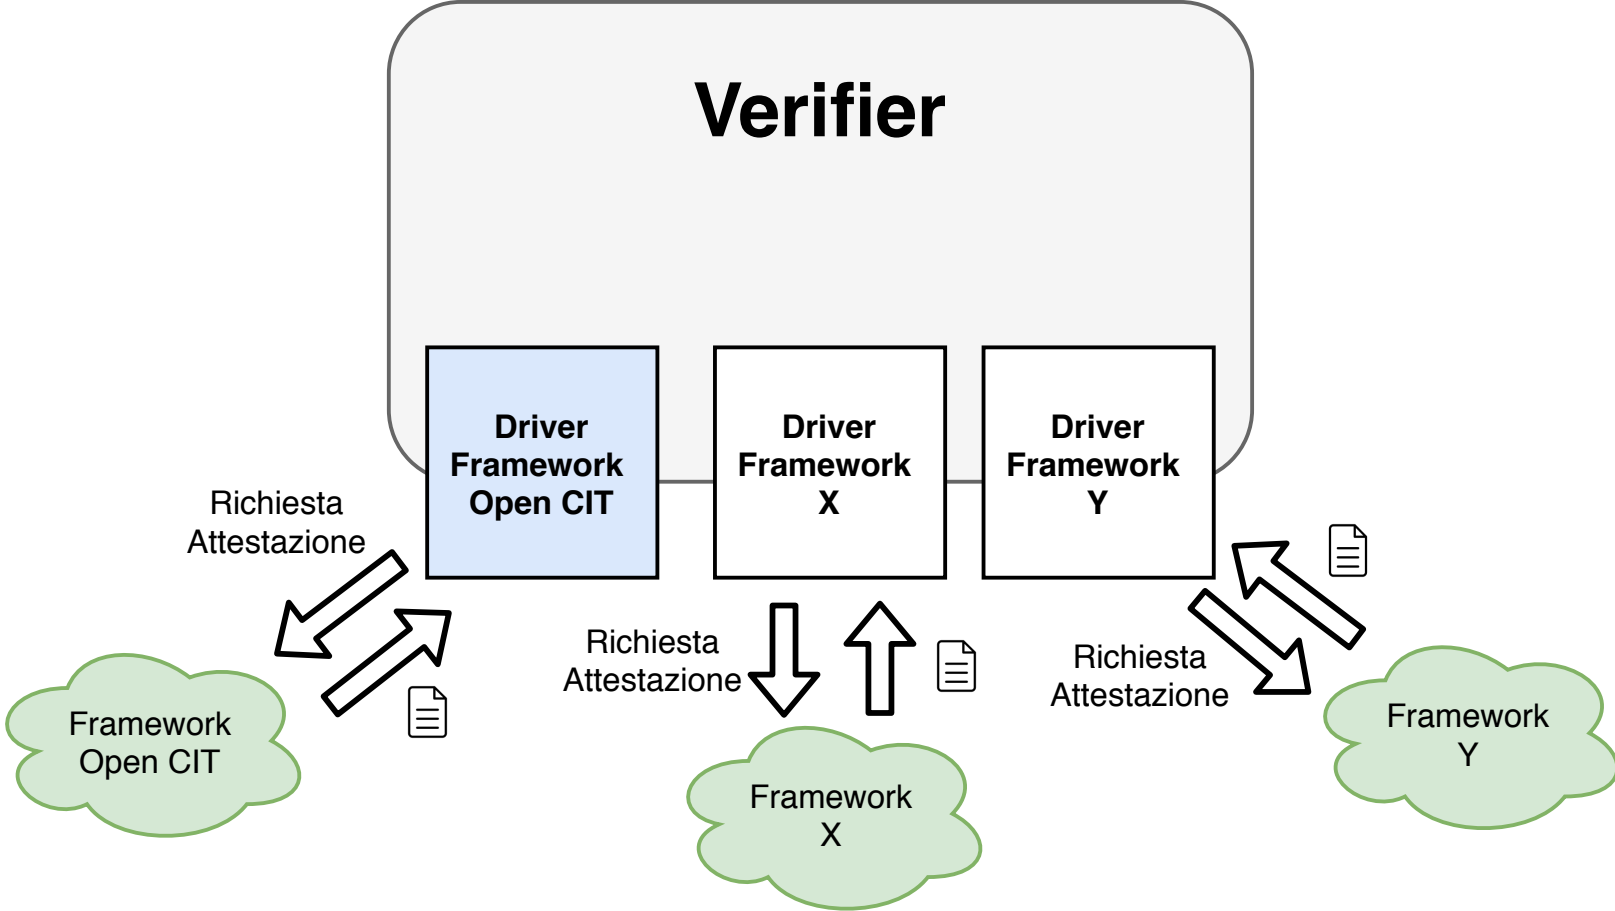 Verifier
Driver
Framework
Open CIT
Driver
Framework
X
Driver
Framework
Y
Richiesta
Attestazione
Richiesta
Attestazione
Richiesta
Attestazione
Framework
Open CIT
Framework
X
Framework
Y